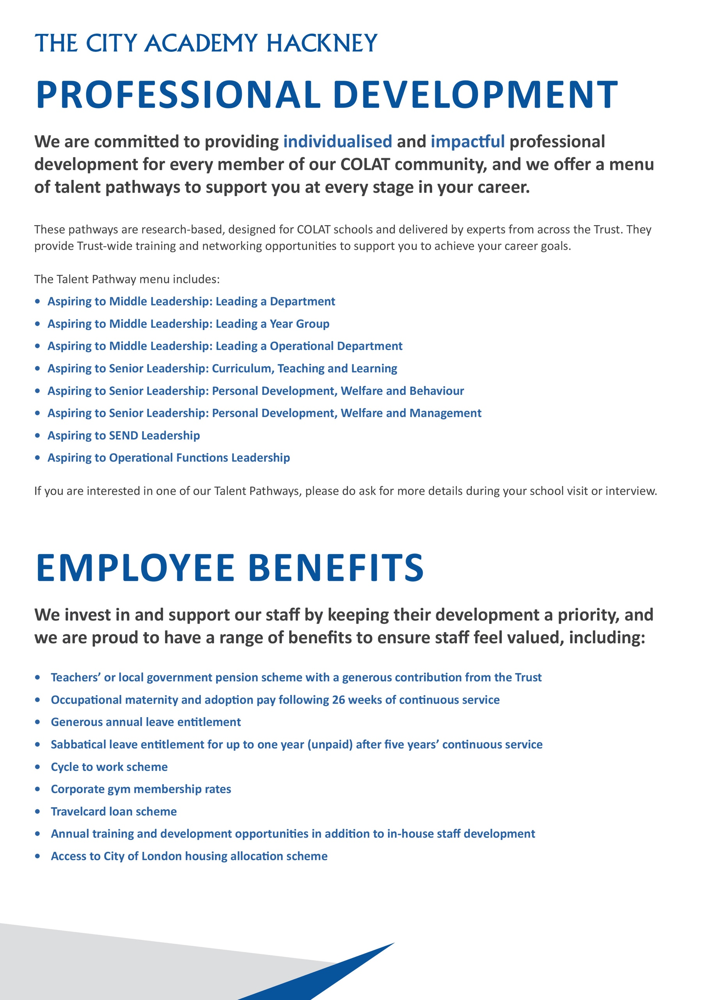 THE CITY ACADEMY HACKNEY
PROFESSIONAL DEVELOPMENT
We are committed to providing individualised and impactful professional
development for every member of our COLAT community, and we offer a menu
of talent pathways to support you at every stage in your career.
These pathways are research-based, designed for COLAT schools and delivered by experts from across the Trust. They
provide Trust-wide training and networking opportunities to support you to achieve your career goals.
The Talent Pathway menu includes:
• Aspiring to Middle Leadership: Leading a Department
• Aspiring to Middle Leadership: Leading a Year Group
• Aspiring to Middle Leadership: Leading a Operational Department
• Aspiring to Senior Leadership: Curriculum, Teaching and Learning
• Aspiring to Senior Leadership: Personal Development, Welfare and Behaviour
• Aspiring to Senior Leadership: Personal Development, Welfare and Management
• Aspiring to SEND Leadership
• Aspiring to Operational Functions Leadership
If you are interested in one of our Talent Pathways, please do ask for more details during your school visit or interview.
EMPLOYEE BENEFITS
We invest in and support our staff by keeping their development a priority, and
we are proud to have a range of benefits to ensure staff feel valued, including:
• Teachers’ or local government pension scheme with a generous contribution from the Trust
• Occupational maternity and adoption pay following 26 weeks of continuous service
• Generous annual leave entitlement
• Sabbatical leave entitlement for up to one year (unpaid) after five years’ continuous service
• Cycle to work scheme
• Corporate gym membership rates
• Travelcard loan scheme
• Annual training and development opportunities in addition to in-house staff development
• Access to City of London housing allocation scheme